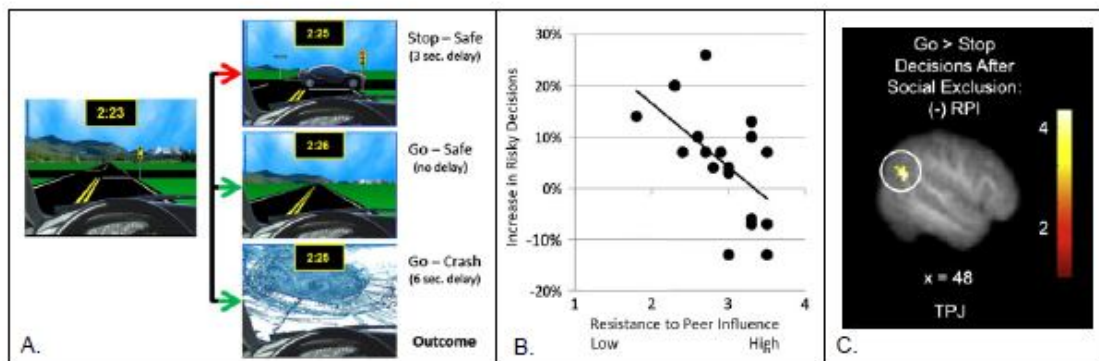 2:23
2:25
Stop – Safe
(3 sec. delay)
2:26
Go – Safe
(no delay)
2:26
Go – Crash
(6 sec. delay)
Outcome
A.
30%
20%
10%
0%
-10%
-20%
Increase in Risky Decisions
1
2
3
4
Resistance to Peer Influence
Low
High
B.
Go > Stop
Decisions After
Social Exclusion:
(-) RPI
4
2
x = 48
TPJ
C.